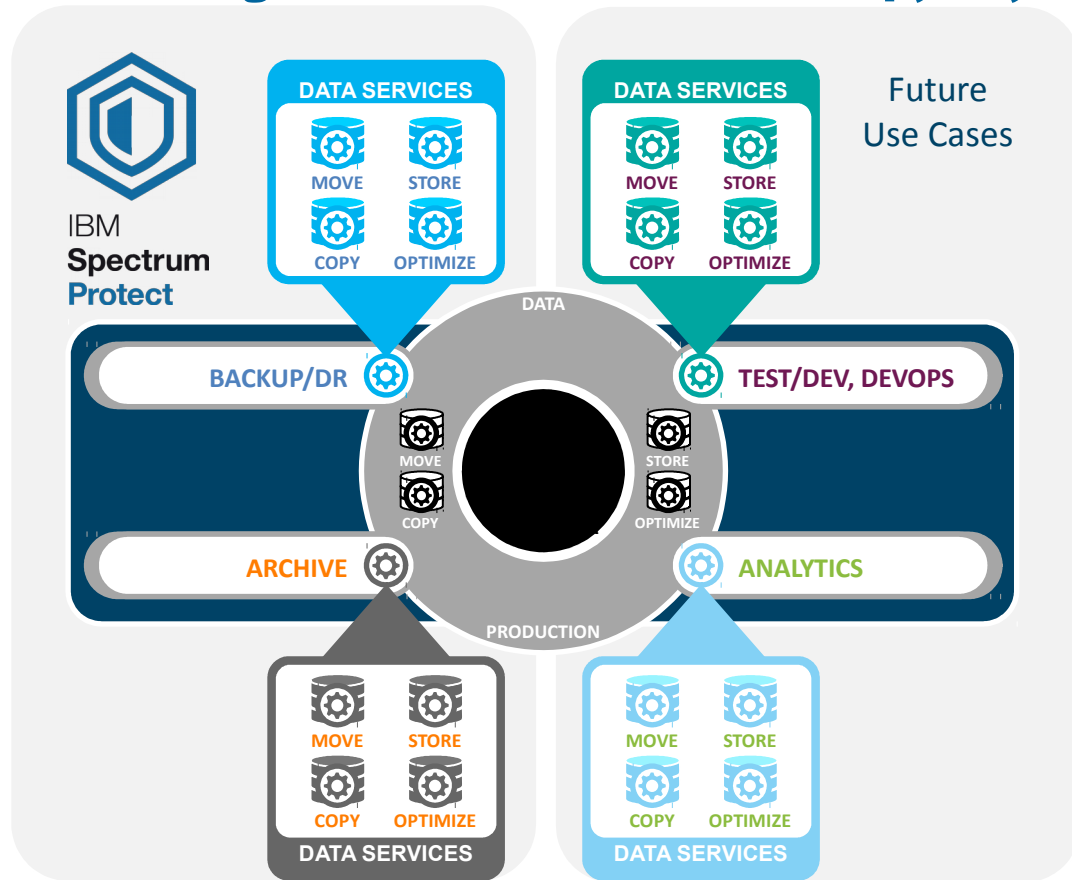 DATA SERVICES
MOVE STORE
COPY OPTIMIZE
DATA SERVICES
MOVE STORE
COPY OPTIMIZE
Future
Use Cases
IBM
Spectrum
Protect
DATA
BACKUP/DR
TEST/DEV, DEVOPS
MOVE
STORE
COPY
OPTIMIZE
ARCHIVE
ANALYTICS
PRODUCTION
MOVE STORE
COPY OPTIMIZE
DATA SERVICES
MOVE STORE
COPY OPTIMIZE
DATA SERVICES